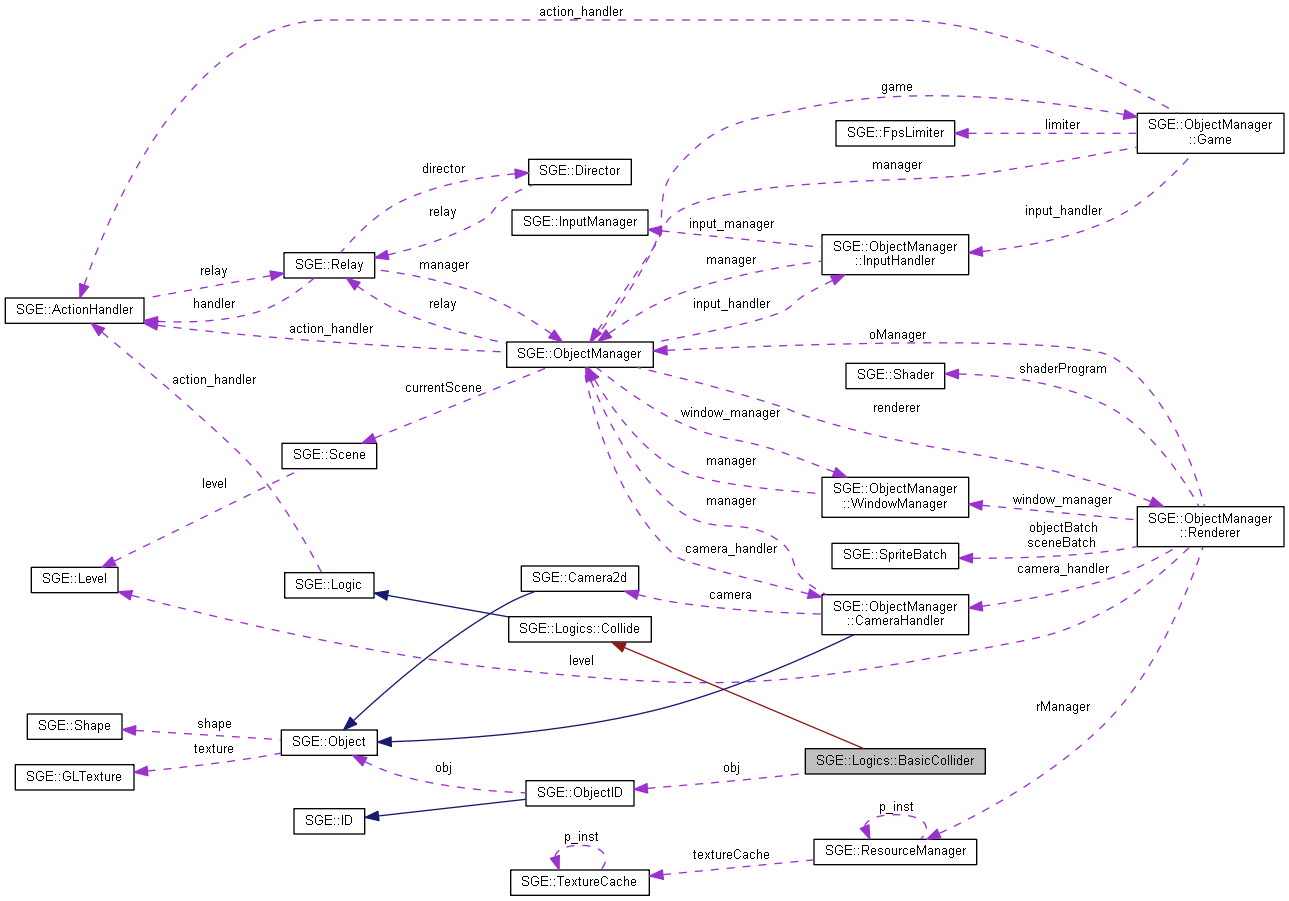 action_handler
game
SGE::ObjectManager
::Game
limiter
SGE::FpsLimiter
manager
director
SGE::Director
relay
input_handler
SGE::InputManager
input_manager
SGE::ObjectManager
::InputHandler
manager
SGE::Relay
manager
relay
handler
relay
input_handler
SGE::ActionHandler
action_handler
oManager
SGE::ObjectManager
SGE::Shader
shaderProgram
action_handler
currentScene
renderer
window_manager
SGE::Scene
manager
level
SGE::ObjectManager
::WindowManager
window_manager
manager
SGE::ObjectManager
::Renderer
objectBatch
sceneBatch
camera_handler
SGE::SpriteBatch
camera_handler
SGE::Level
SGE::Logic
SGE::Camera2d
camera
SGE::ObjectManager
::CameraHandler
SGE::Logics::Collide
level
rManager
SGE::Shape
shape
SGE::Object
texture
SGE::GLTexture
obj
obj
SGE::Logics::BasicCollider
SGE::ObjectID
SGE::ID
p_inst
p_inst
textureCache
SGE::ResourceManager
SGE::TextureCache